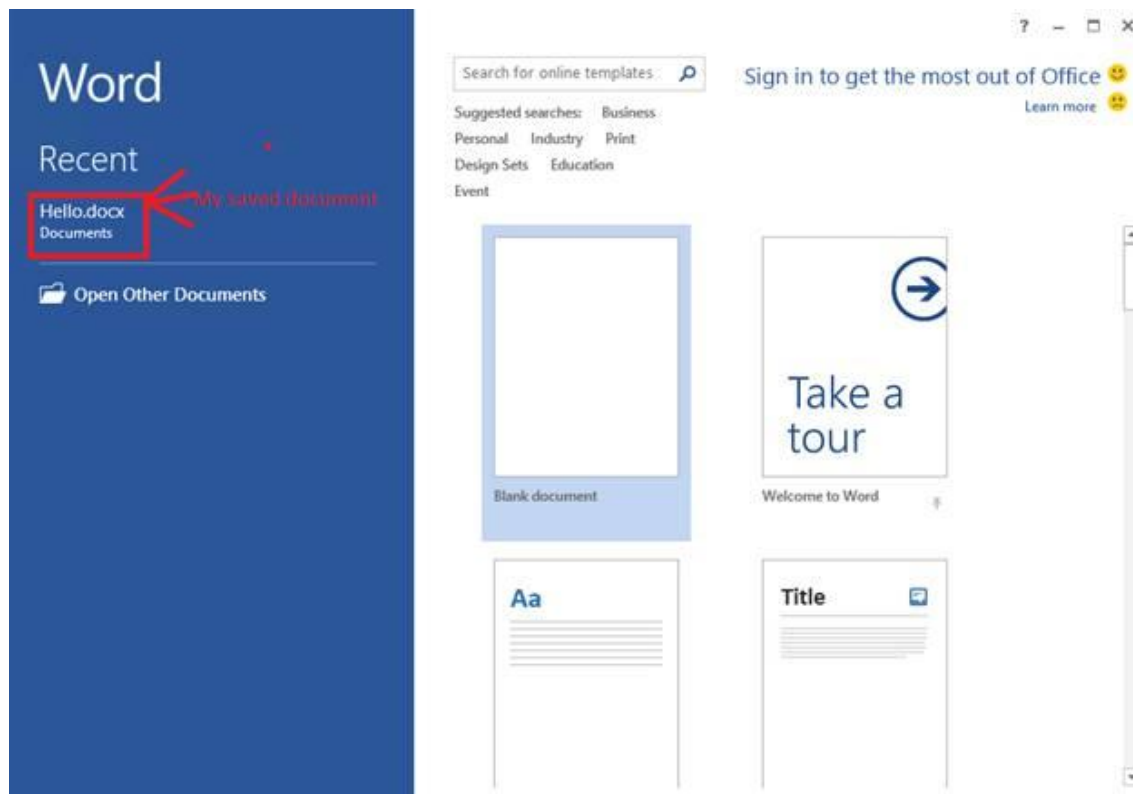 Word
Recent
My saved document
Hello.docx
Documents
Open Other Documents
?
Search for online templates
Sign in to get the most out of Office
Learn more
Suggested searches: Business
Personal Industry Print
Design Sets Education
Event
Blank document
Take a
tour
Welcome to Word
Aa
Title